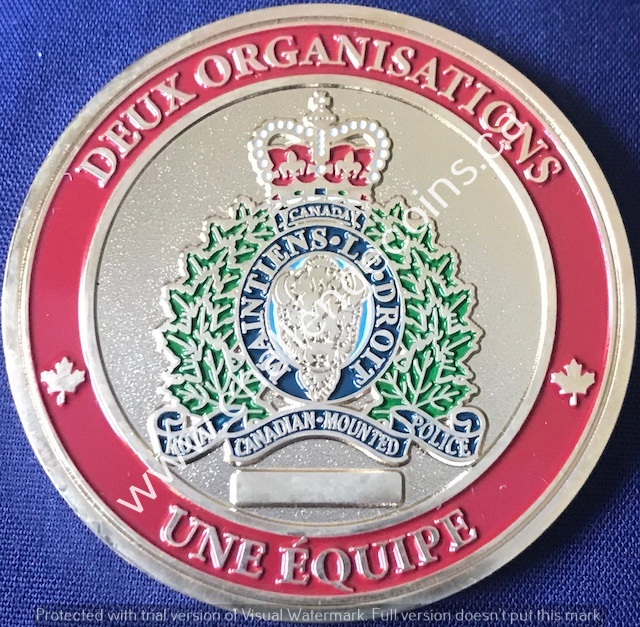 DEUX ORGANISATIONS
CANADA
MAINTIENS·LE·DROIT
ROYAL CANADIAN·MOUNTED POLICE
UNE ÉQUIPE
Protected with trial version of Visual Watermark. Full version doesn't put this mark.